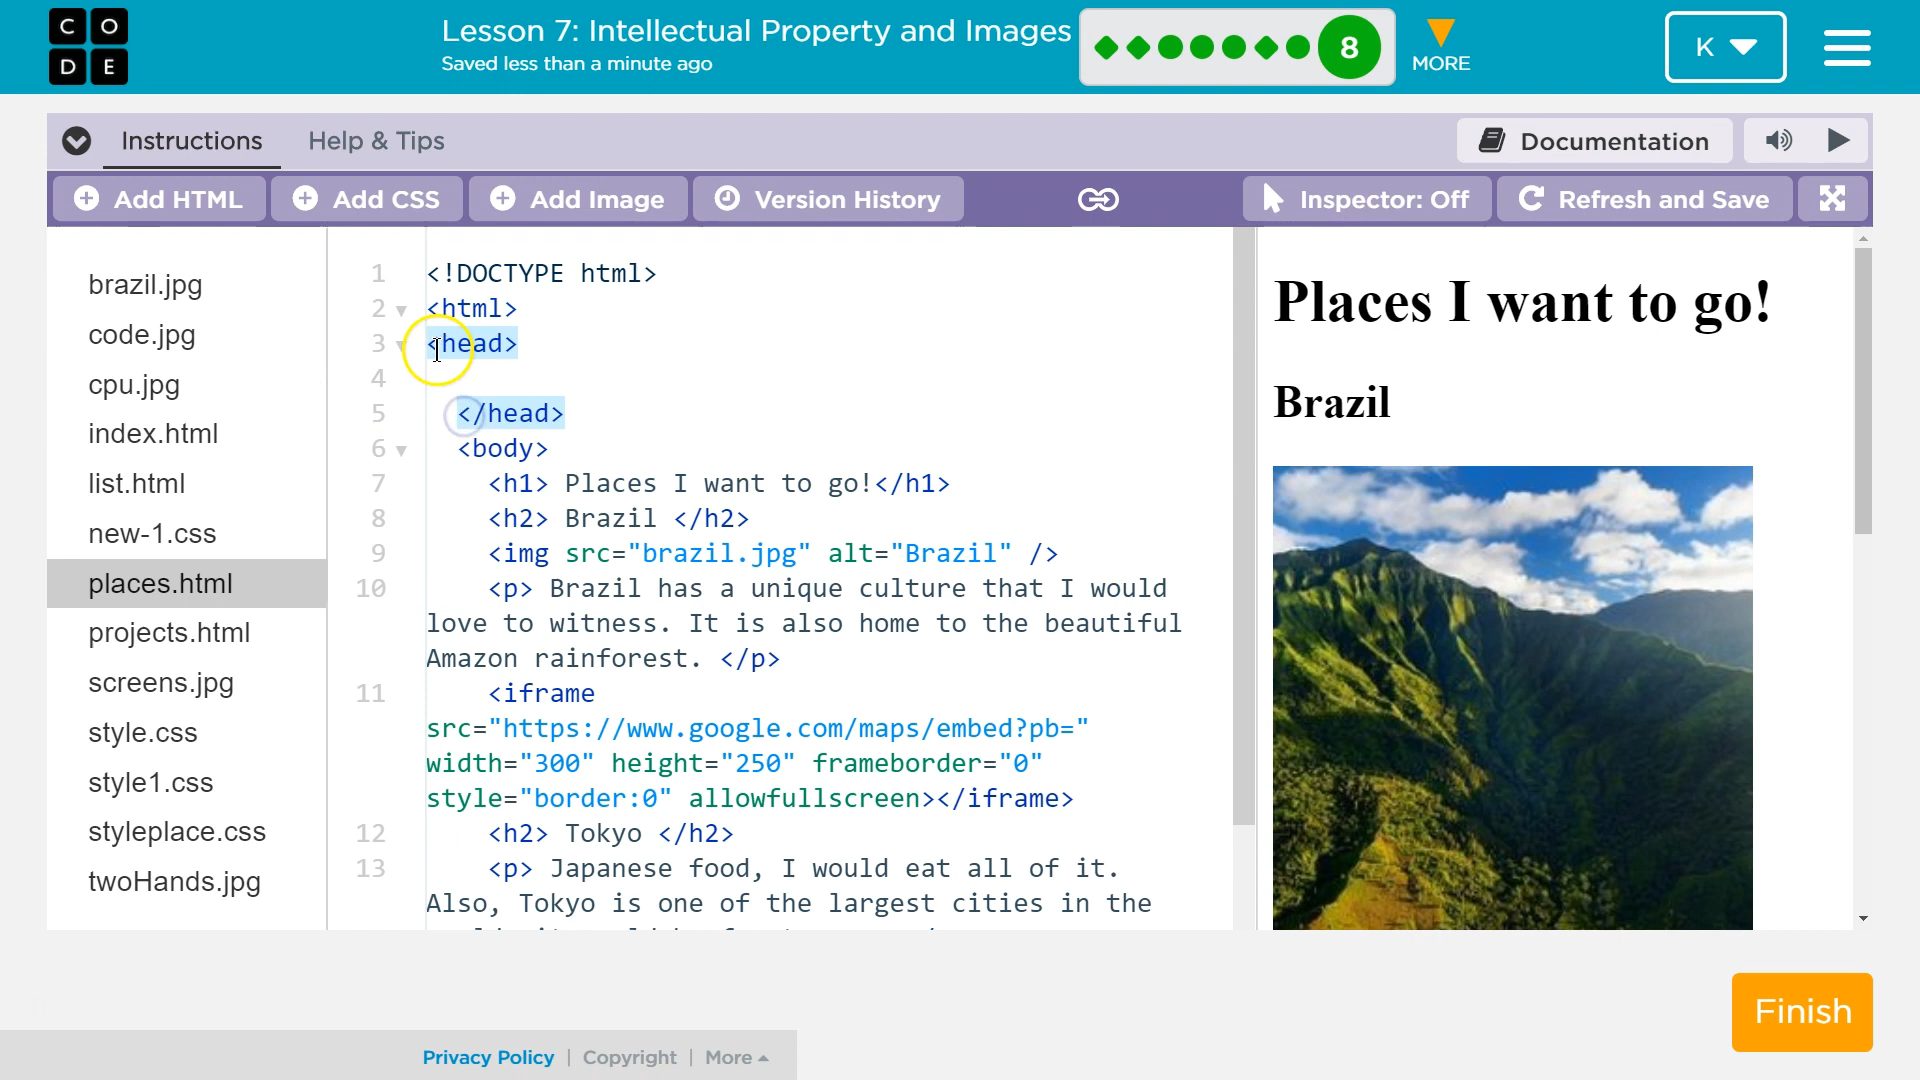 C O
D E
Lesson 7: Intellectual Property and Images
Saved less than a minute ago
8
MORE
K
Instructions
Help & Tips
Documentation
Add HTML
Add CSS
Add Image
Version History
Inspector: Off
Refresh and Save
brazil.jpg
code.jpg
cpu.jpg
index.html
list.html
new-1.css
places.html
projects.html
screens.jpg
style.css
style1.css
styleplace.css
twoHands.jpg
1 <!DOCTYPE html>
2 <html>
3 <head>
4
5 </head>
6 <body>
7 <h1> Places I want to go!</h1>
8 <h2> Brazil </h2>
9 <img src="brazil.jpg" alt="Brazil" />
10 <p> Brazil has a unique culture that I would
love to witness. It is also home to the beautiful
Amazon rainforest. </p>
11 <iframe
src="https://www.google.com/maps/embed?pb="
width="300" height="250" frameborder="0"
style="border:0" allowfullscreen></iframe>
12 <h2> Tokyo </h2>
13 <p> Japanese food, I would eat all of it.
Also, Tokyo is one of the largest cities in the
Places I want to go!
Brazil
Finish
Privacy Policy | Copyright | More